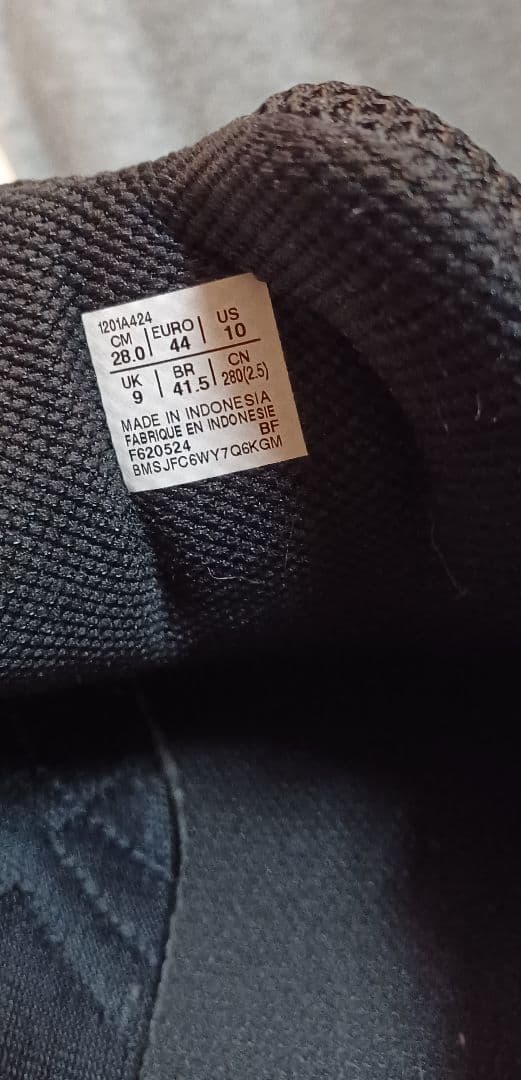 1201A424
CM | EURO | US
28.0 | 44 | 10
UK | BR | CN
9 | 41.5 | 280(2.5)
MADE IN INDONESIA
FABRIQUE EN INDONESIE
F620524 BF
BMSJFC6WY7Q6KGM